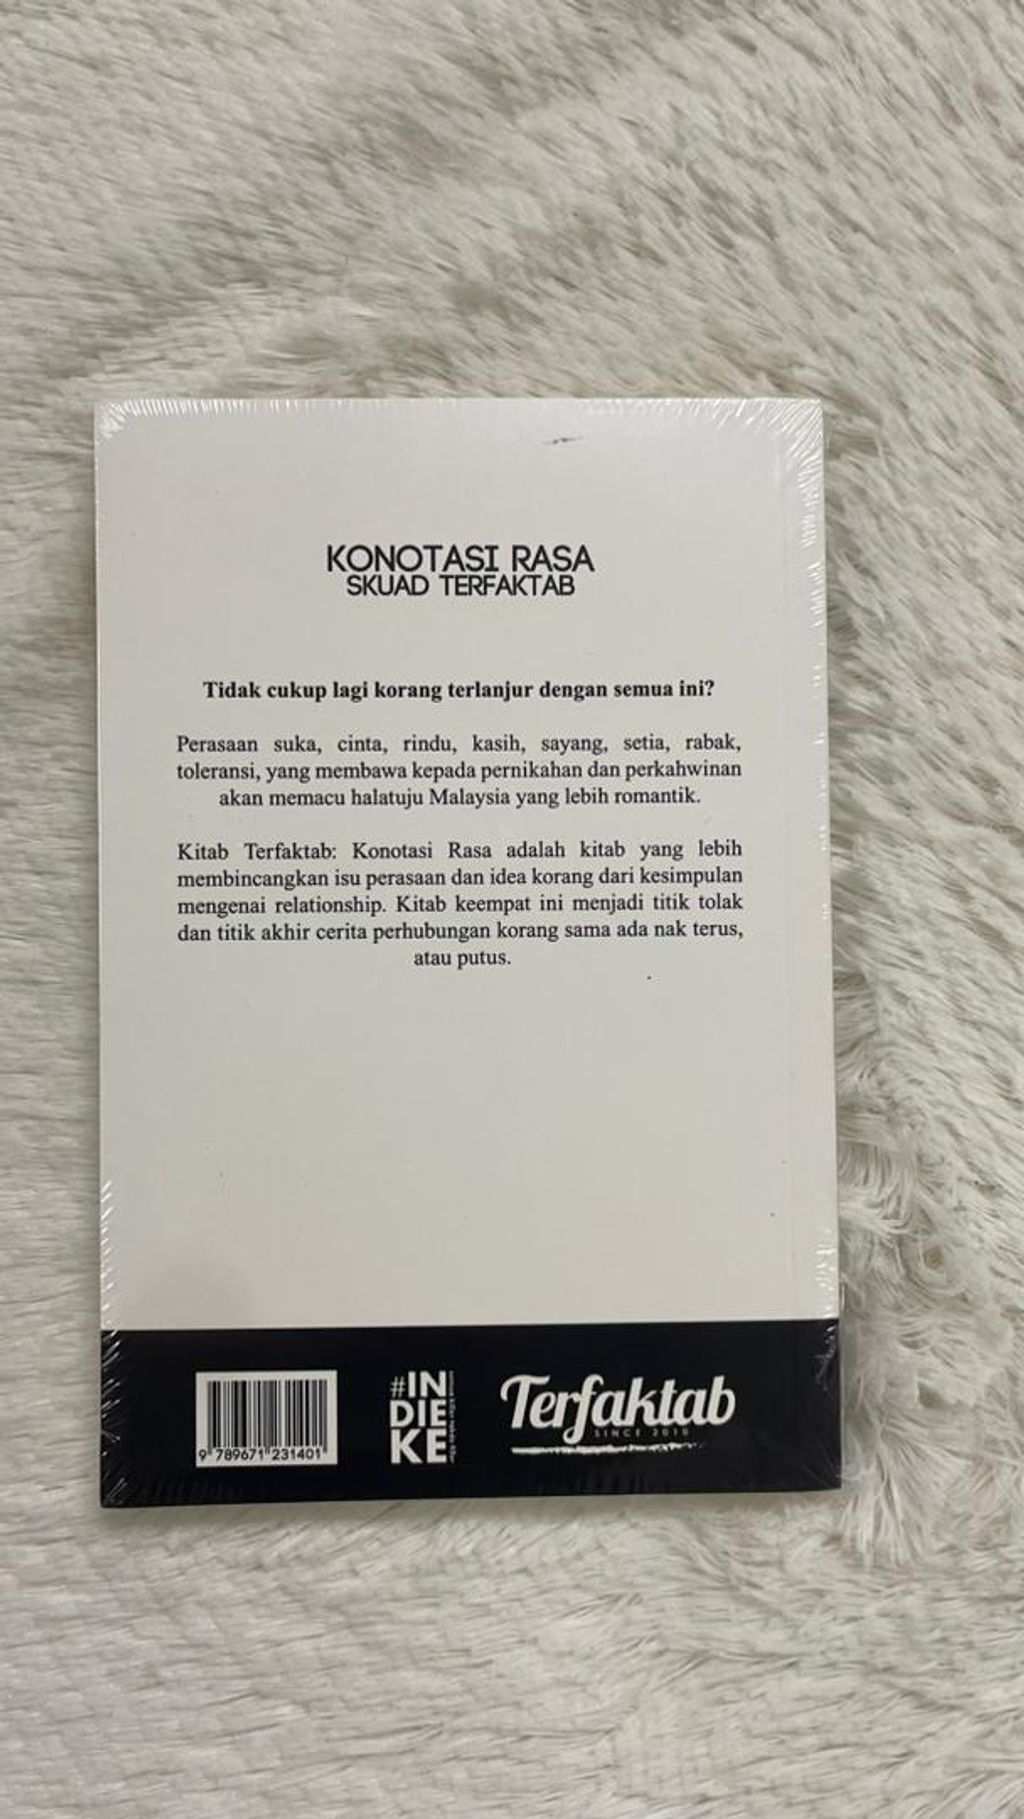 KONOTASI RASA
SKUAD TERFAKTAB
Tidak cukup lagi korang terlanjur dengan semua ini?
Perasaan suka, cinta, rindu, kasih, sayang, setia, rabak,
toleransi, yang membawa kepada pernikahan dan perkahwinan
akan memacu halatuju Malaysia yang lebih romantik.
Kitab Terfaktab: Konotasi Rasa adalah kitab yang lebih
membincangkan isu perasaan dan idea korang dari kesimpulan
mengenai relationship. Kitab keempat ini menjadi titik tolak
dan titik akhir cerita perhubungan korang sama ada nak terus,
atau putus.
9 789671 231401
#IN
DIE
KE
Terfaktab
SINCE 2010